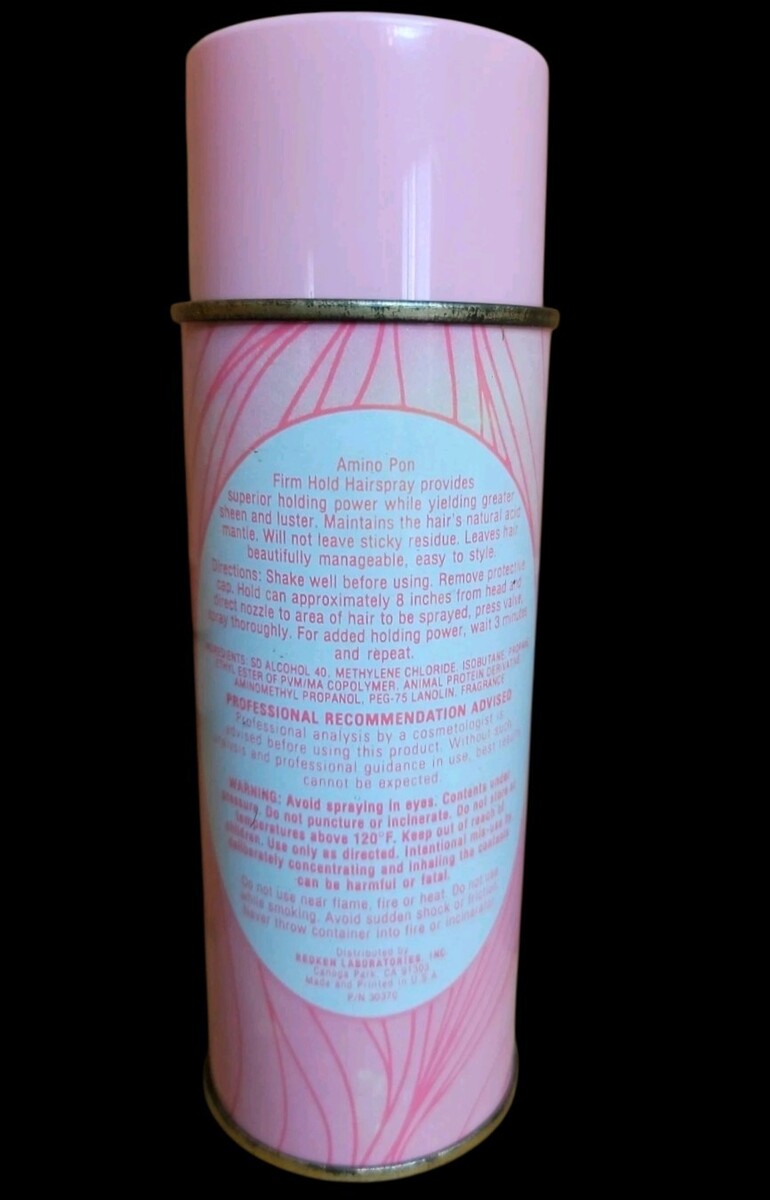 Amino Pon
Firm Hold Hairspray provides
superior holding power while yielding greater
sheen and luster. Maintains the hair's natural acid
mantle. Will not leave sticky residue. Leaves hair
beautifully manageable, easy to style.
Directions: Shake well before using. Remove protective
cap. Hold can approximately 8 inches from head and
direct nozzle to area of hair to be sprayed, press valve,
spray thoroughly. For added holding power, wait 3 minutes
and repeat.
INGREDIENTS: SD ALCOHOL 40, METHYLENE CHLORIDE, ISOBUTANE, PROPANE,
ETHYL ESTER OF PVM/MA COPOLYMER, ANIMAL PROTEIN DERIVATIVE,
AMINOMETHYL PROPANOL, PEG-75 LANOLIN, FRAGRANCE
PROFESSIONAL RECOMMENDATION ADVISED
Professional analysis by a cosmetologist is
advised before using this product. Without such
analysis and professional guidance in use, best results
cannot be expected.
WARNING: Avoid spraying in eyes. Contents under
pressure. Do not puncture or incinerate. Do not store at
temperatures above 120°F. Keep out of reach of
children. Use only as directed. Intentional mis-use by
deliberately concentrating and inhaling the contents
can be harmful or fatal.
Do not use near flame, fire or heat. Do not use
while smoking. Avoid sudden shock or friction.
Never throw container into fire or incinerator.
Distributed by
REDKEN LABORATORIES, INC.
Canoga Park, CA 91303
Made and Printed in U.S.A.
P/N 3037C